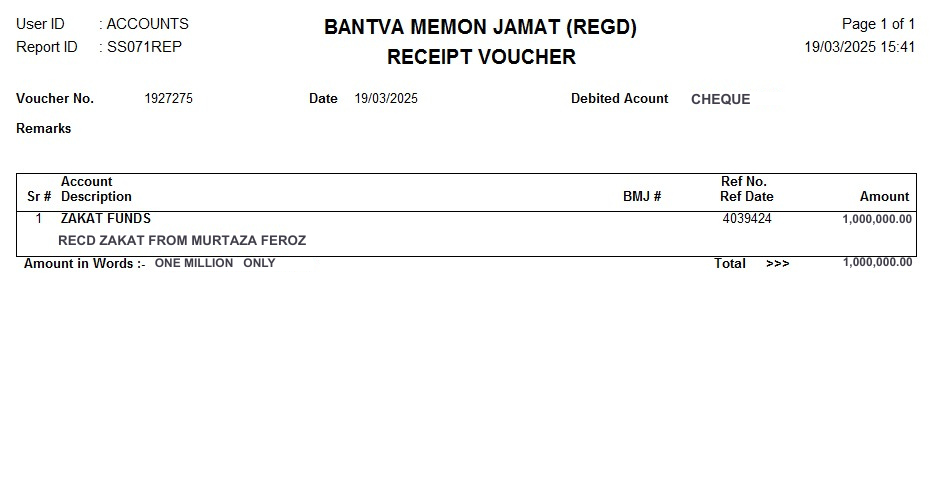 User ID : ACCOUNTS BANTVA MEMON JAMAT (REGD) Page 1 of 1
Report ID : SS071REP RECEIPT VOUCHER 19/03/2025 15:41
Voucher No. 1927275 Date 19/03/2025 Debited Acount CHEQUE
Remarks
Account Ref No.
Sr # Description BMJ # Ref Date Amount
1 ZAKAT FUNDS 4039424 1,000,000.00
RECD ZAKAT FROM MURTAZA FEROZ
Amount in Words :- ONE MILLION ONLY Total >>> 1,000,000.00